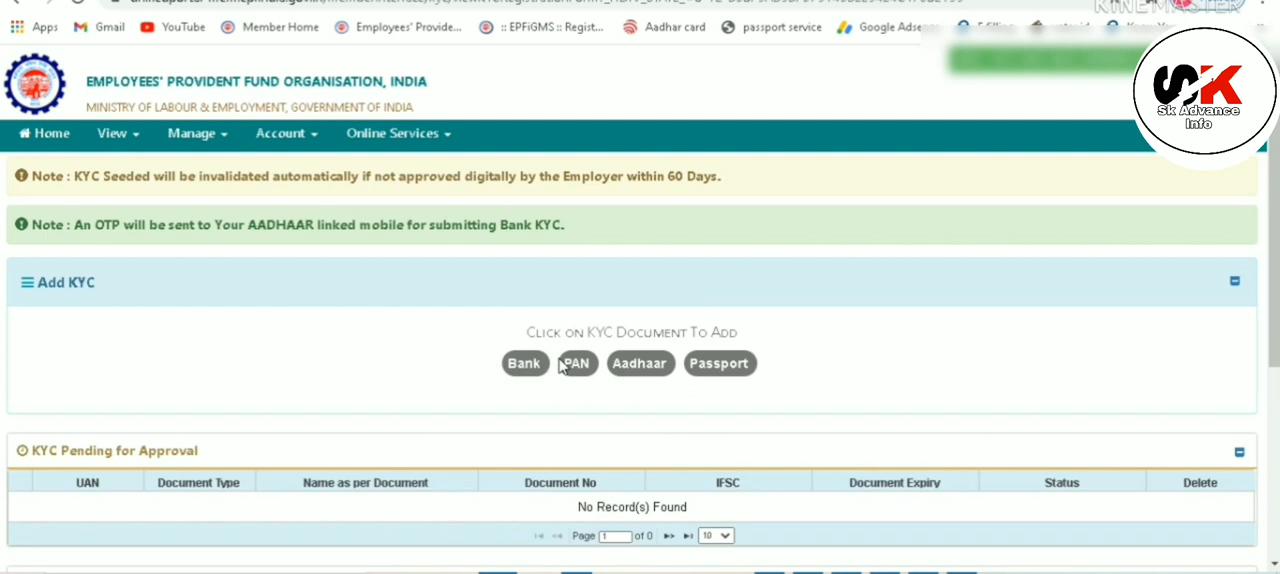 KINEMASTER
Apps Gmail YouTube Member Home Employees' Provide... :: EPFiGMS :: Regist... Aadhar card passport service Google Adse
SK
Sk Advance
Info
EMPLOYEES' PROVIDENT FUND ORGANISATION, INDIA
MINISTRY OF LABOUR & EMPLOYMENT, GOVERNMENT OF INDIA
Home View Manage Account Online Services
Note : KYC Seeded will be invalidated automatically if not approved digitally by the Employer within 60 Days.
Note : An OTP will be sent to Your AADHAAR linked mobile for submitting Bank KYC.
Add KYC
Click on KYC Document To Add
Bank PAN Aadhaar Passport
KYC Pending for Approval
UAN Document Type Name as per Document Document No IFSC Document Expiry Status Delete
No Record(s) Found
Page 1 of 0 10